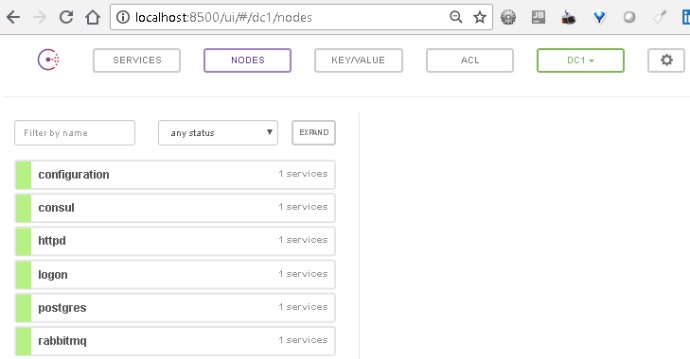 localhost:8500/ui/#/dc1/nodes
JB
SERVICES NODES KEY/VALUE ACL DC1
Filter by name any status EXPAND
configuration 1 services
consul 1 services
httpd 1 services
logon 1 services
postgres 1 services
rabbitmq 1 services